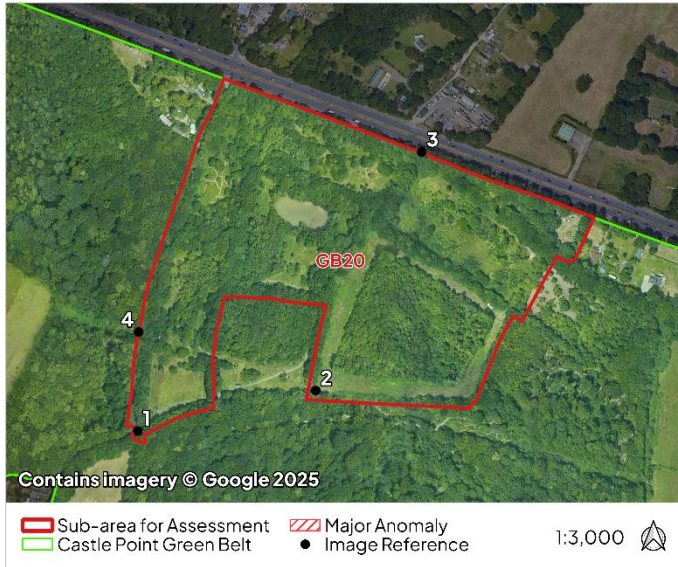 3
GB20
4
2
1
Contains imagery © Google 2025
Sub-area for Assessment
Major Anomaly
Castle Point Green Belt
Image Reference
1:3,000